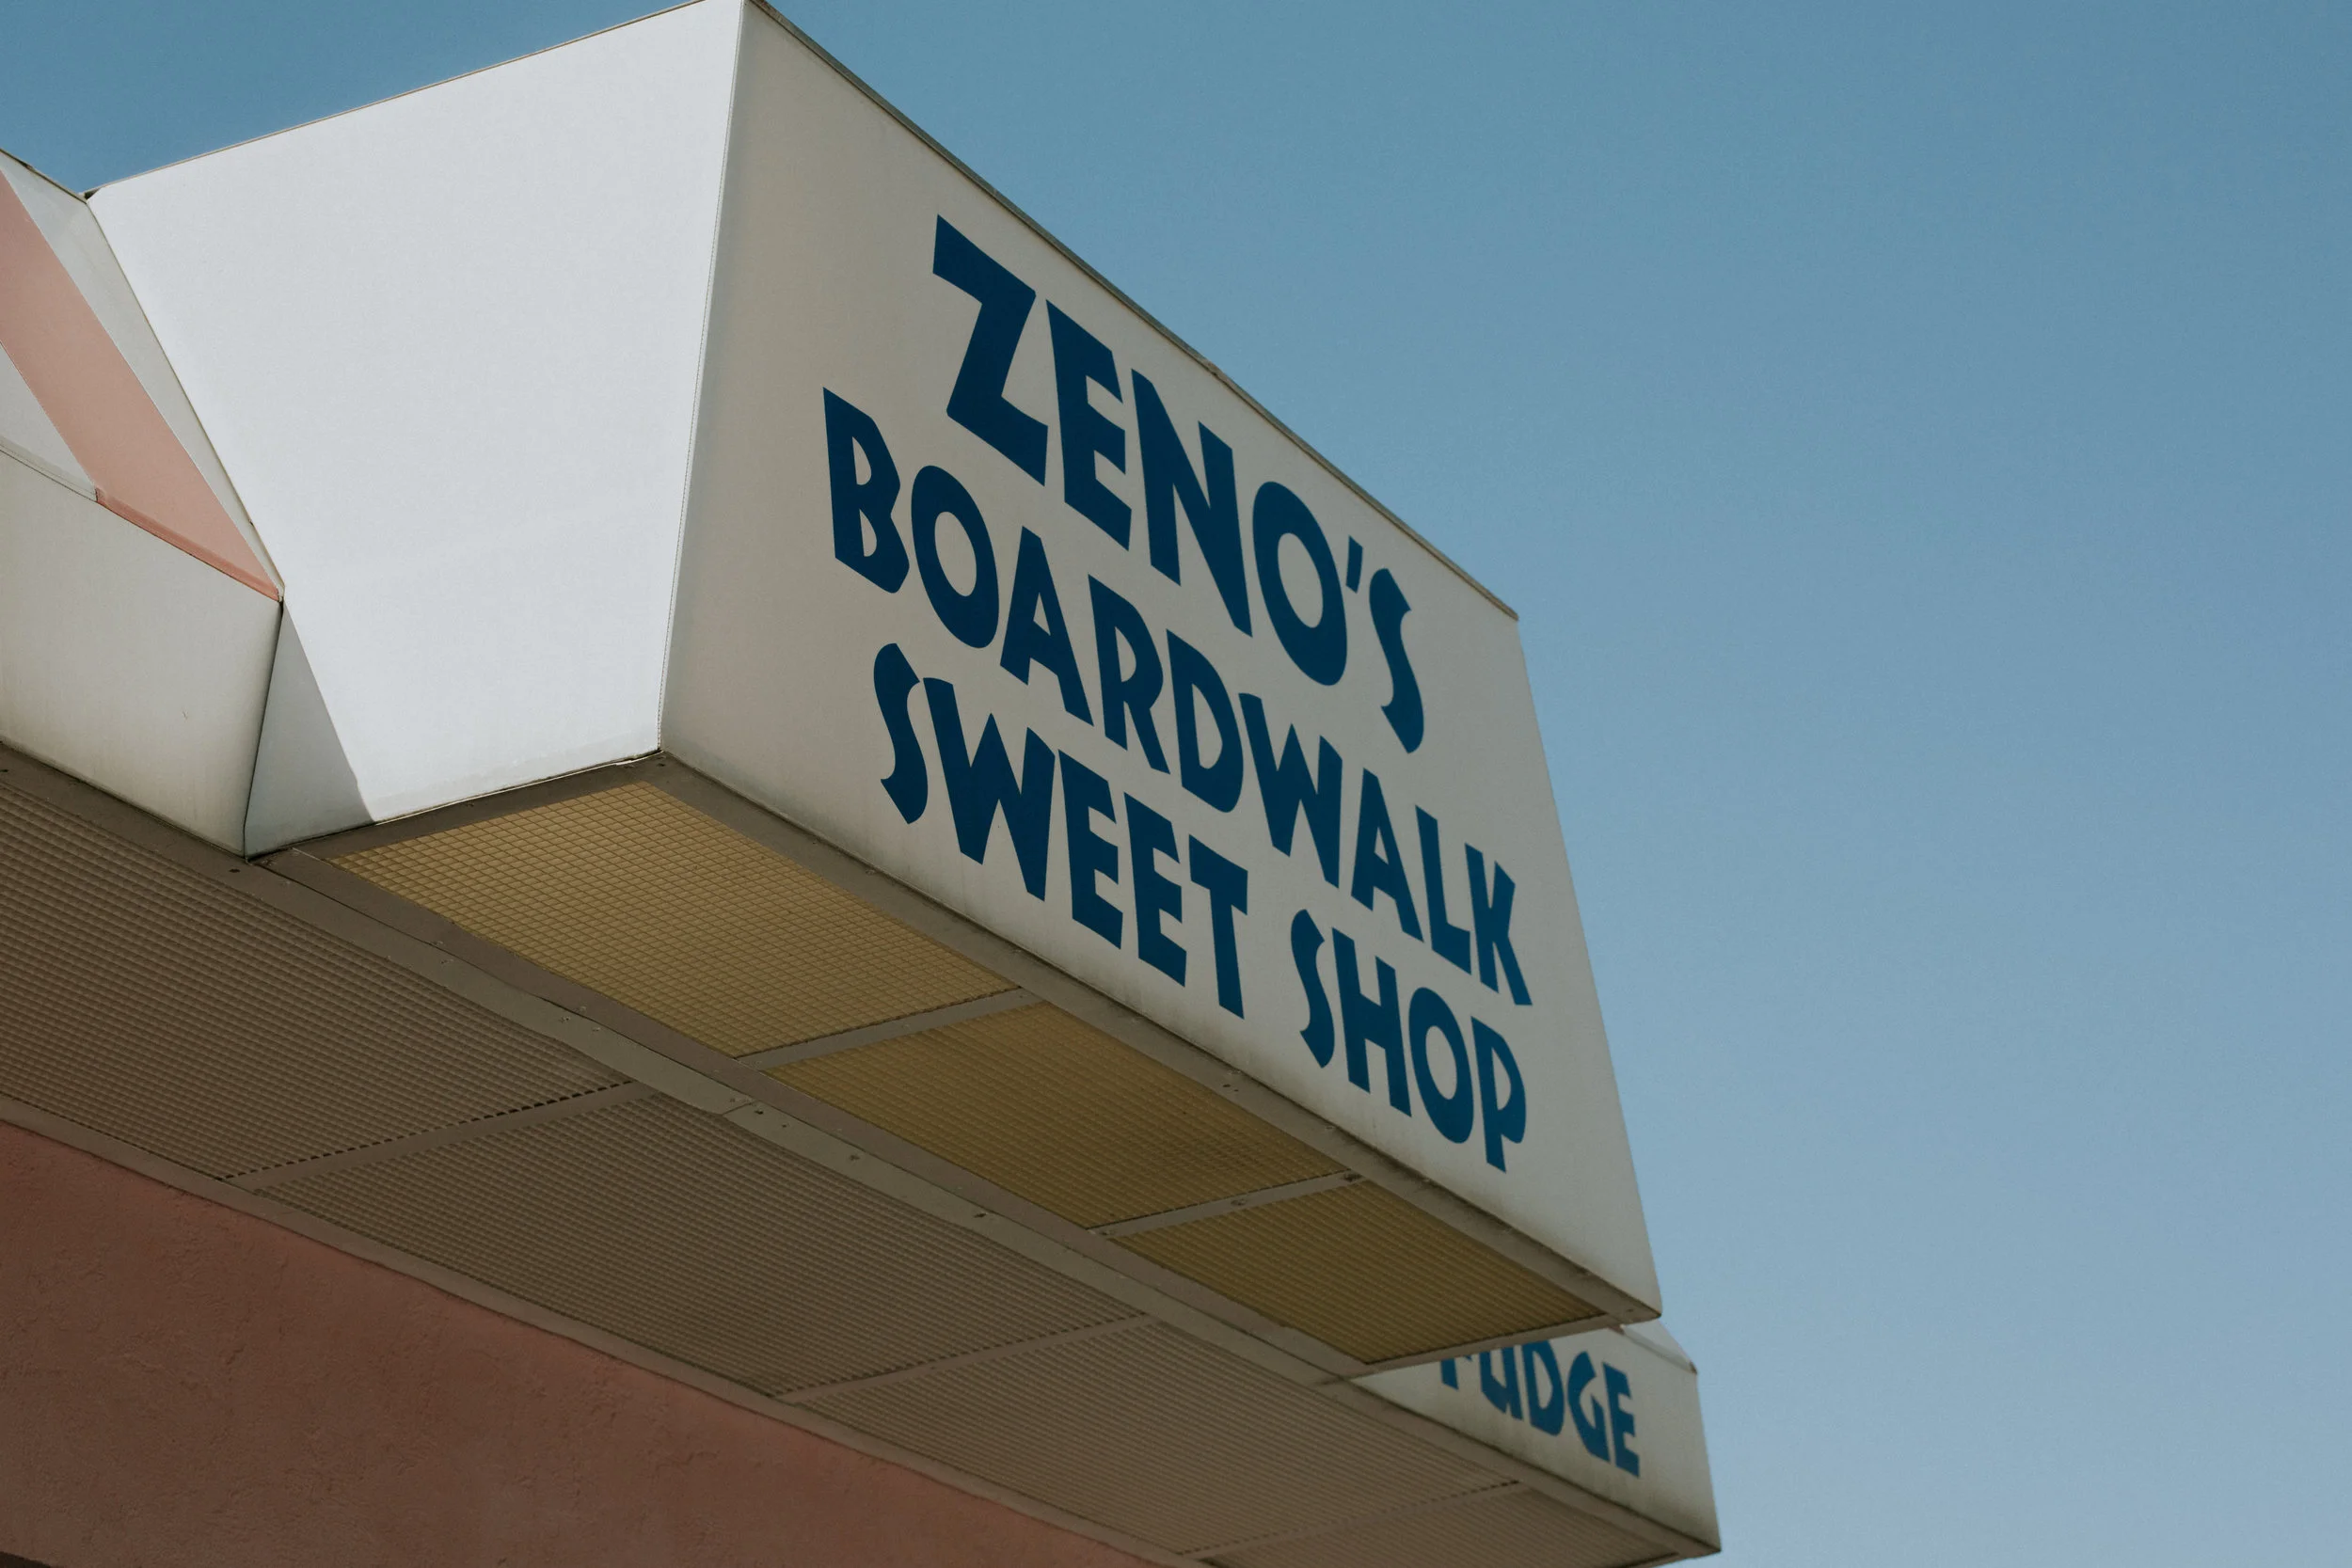 ZENO'S
BOARDWALK
SWEET SHOP
FUDGE